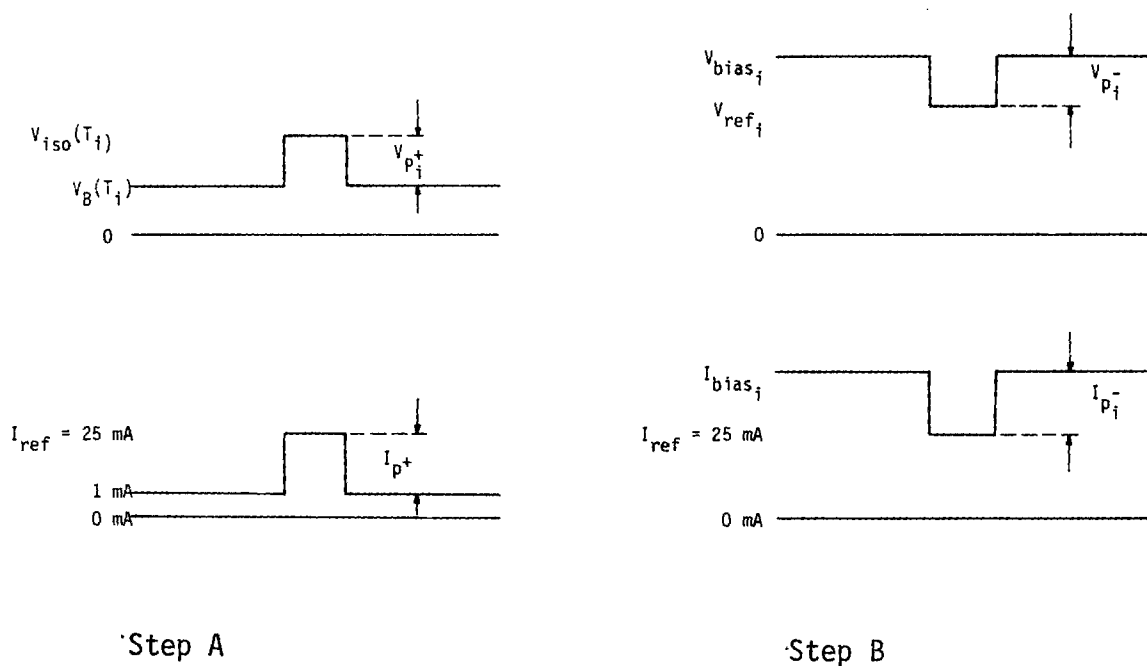 V_iso(T_i)
V_B(T_i)
V_p_i^+
0
I_ref = 25 mA
I_p^+
1 mA
0 mA
Step A
V_bias_i
V_p_i^-
V_ref_i
0
I_bias_i
I_p_i^-
I_ref = 25 mA
0 mA
Step B